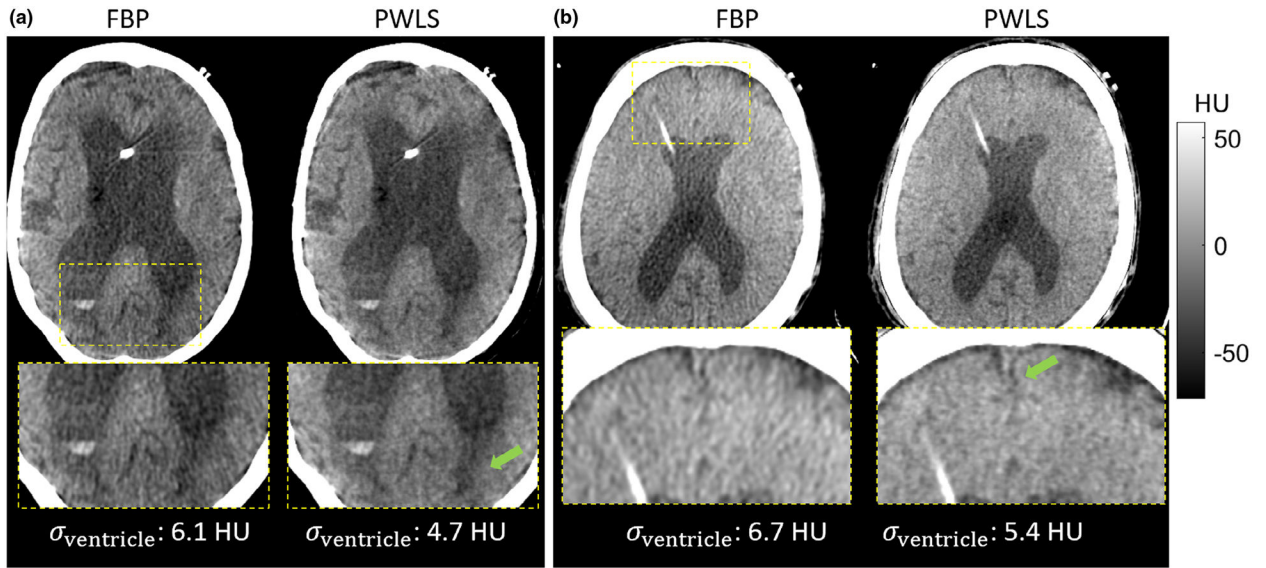 (a) FBP PWLS (b) FBP PWLS
HU
50
0
-50
σventricle: 6.1 HU σventricle: 4.7 HU σventricle: 6.7 HU σventricle: 5.4 HU